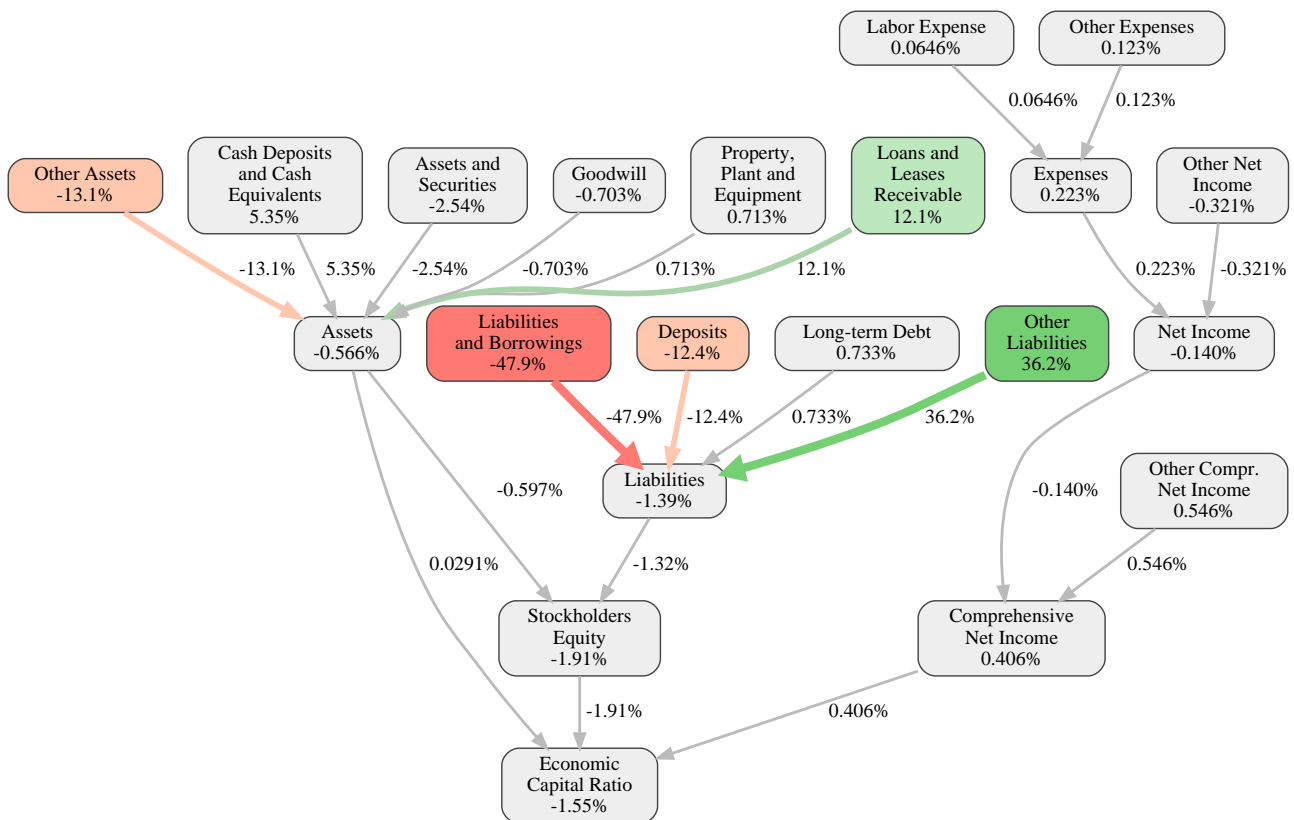 Labor Expense
0.0646%
Other Expenses
0.123%
0.0646%
0.123%
Other Assets
-13.1%
Cash Deposits
and Cash
Equivalents
5.35%
Assets and
Securities
-2.54%
Goodwill
-0.703%
Property,
Plant and
Equipment
0.713%
Loans and
Leases
Receivable
12.1%
Expenses
0.223%
Other Net
Income
-0.321%
-13.1%
5.35%
-2.54%
-0.703%
0.713%
12.1%
0.223%
-0.321%
Assets
-0.566%
Liabilities
and Borrowings
-47.9%
Deposits
-12.4%
Long-term Debt
0.733%
Other
Liabilities
36.2%
Net Income
-0.140%
-47.9%
-12.4%
0.733%
36.2%
Liabilities
-1.39%
Other Compr.
Net Income
0.546%
-0.597%
-0.140%
0.0291%
-1.32%
0.546%
Stockholders
Equity
-1.91%
Comprehensive
Net Income
0.406%
-1.91%
0.406%
Economic
Capital Ratio
-1.55%